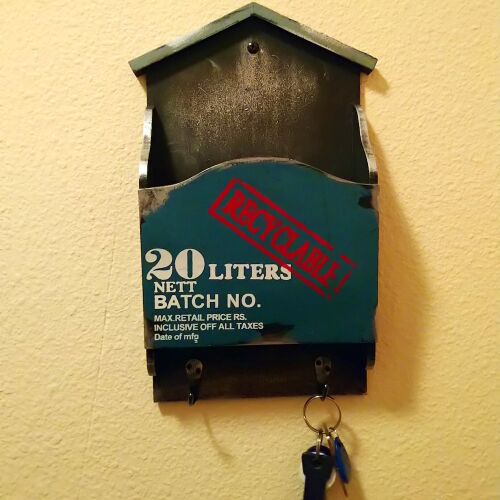 RECYCLABLE
20 LITERS
NETT
BATCH NO.
MAX.RETAIL PRICE RS.
INCLUSIVE OFF ALL TAXES
Date of mfg